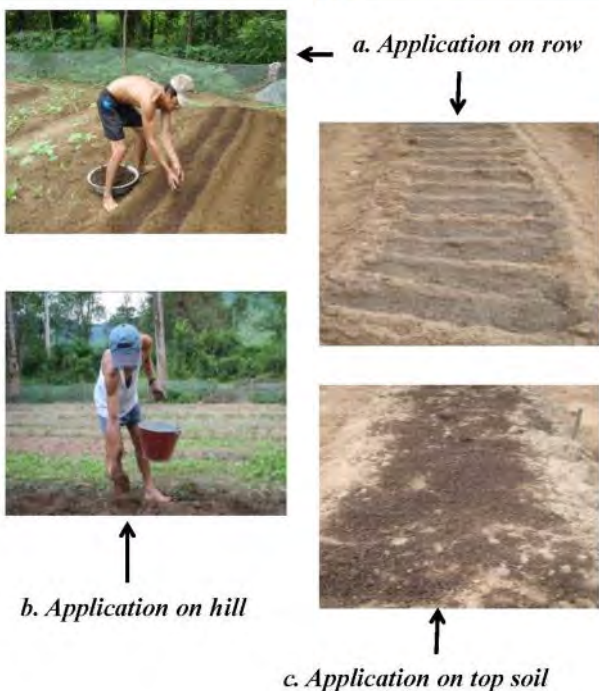 a. Application on row
b. Application on hill
c. Application on top soil